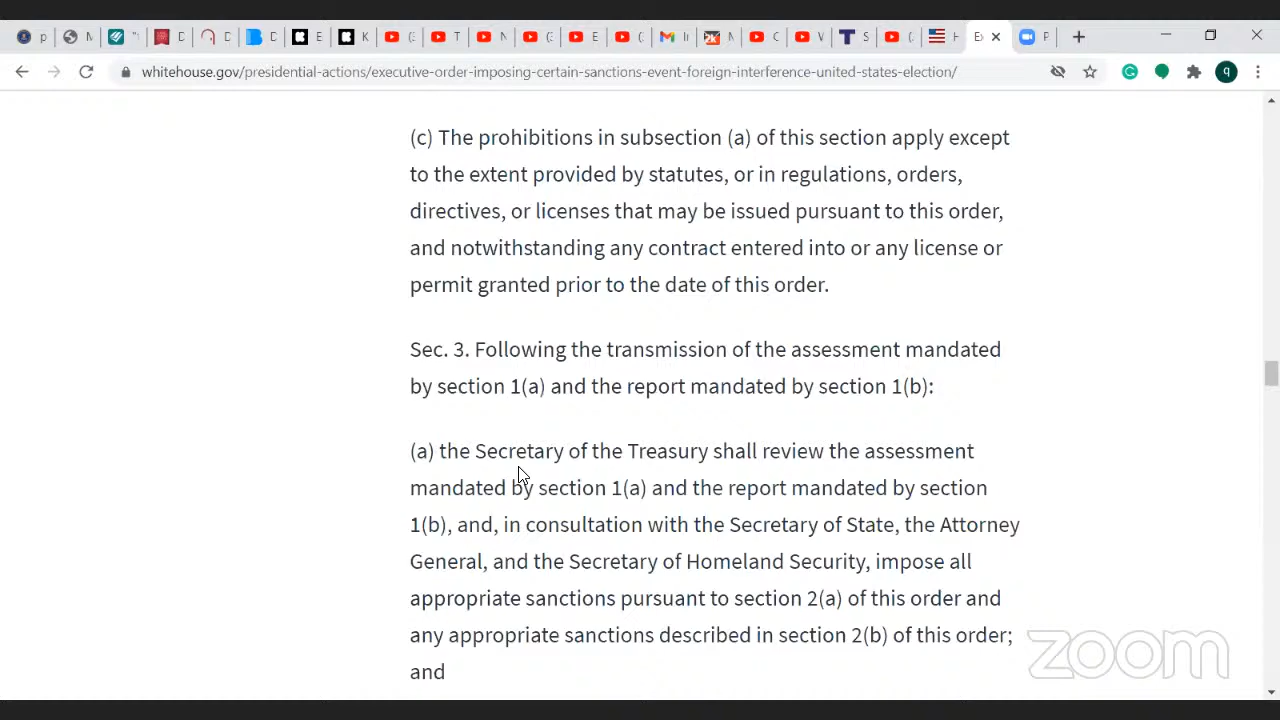 p M " D D E K ( T N (: E ( Ir N C V S ( H Ex P
whitehouse.gov/presidential-actions/executive-order-imposing-certain-sanctions-event-foreign-interference-united-states-election/
q
(c) The prohibitions in subsection (a) of this section apply except
to the extent provided by statutes, or in regulations, orders,
directives, or licenses that may be issued pursuant to this order,
and notwithstanding any contract entered into or any license or
permit granted prior to the date of this order.
Sec. 3. Following the transmission of the assessment mandated
by section 1(a) and the report mandated by section 1(b):
(a) the Secretary of the Treasury shall review the assessment
mandated by section 1(a) and the report mandated by section
1(b), and, in consultation with the Secretary of State, the Attorney
General, and the Secretary of Homeland Security, impose all
appropriate sanctions pursuant to section 2(a) of this order and
any appropriate sanctions described in section 2(b) of this order;
and
zoom